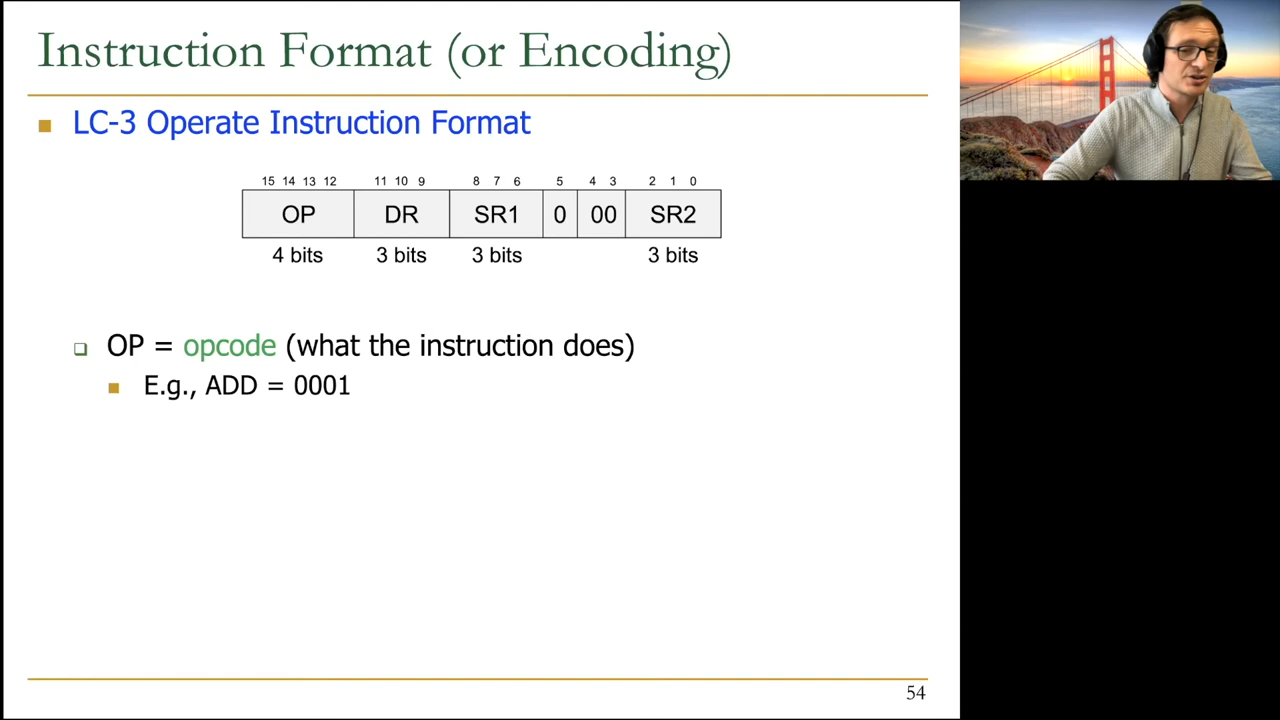 Instruction Format (or Encoding)
LC-3 Operate Instruction Format
15 14 13 12 11 10 9 8 7 6 5 4 3 2 1 0
OP DR SR1 0 00 SR2
4 bits 3 bits 3 bits 3 bits
OP = opcode (what the instruction does)
E.g., ADD = 0001
54